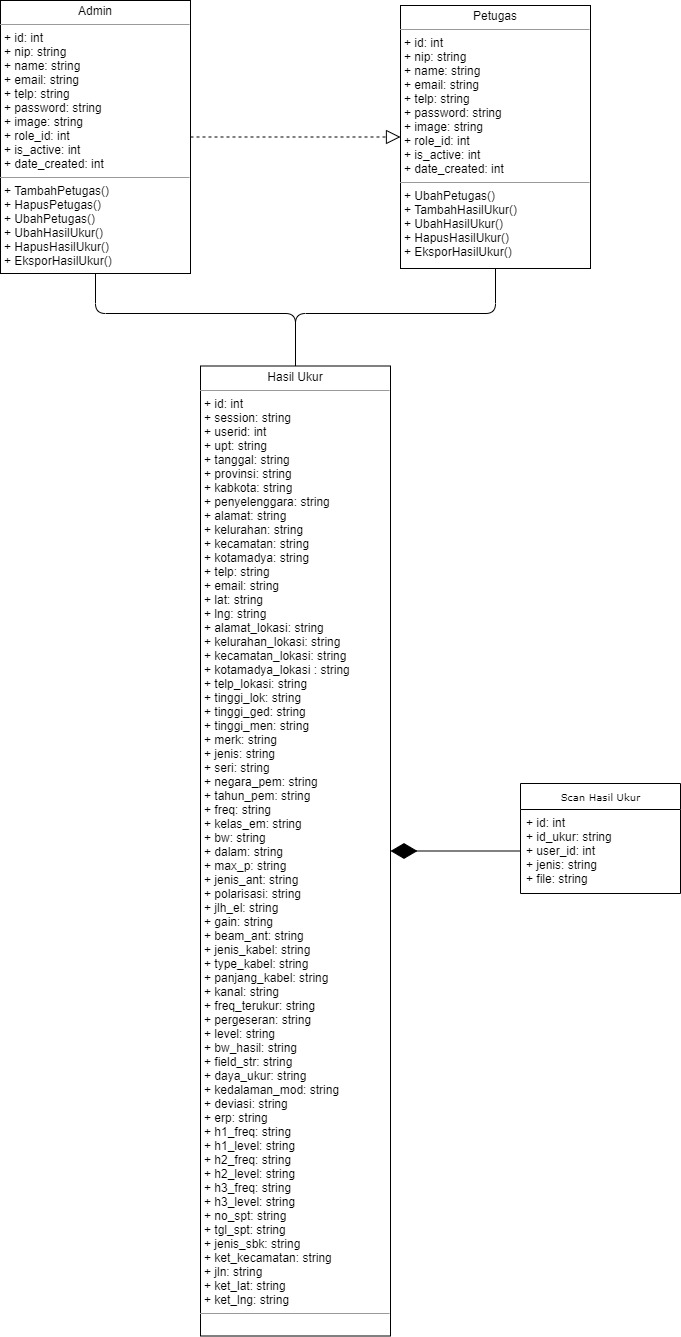 Admin
+ id: int
+ nip: string
+ name: string
+ email: string
+ telp: string
+ password: string
+ image: string
+ role_id: int
+ is_active: int
+ date_created: int
+ TambahPetugas()
+ HapusPetugas()
+ UbahPetugas()
+ UbahHasilUkur()
+ HapusHasilUkur()
+ EksporHasilUkur()
Petugas
+ id: int
+ nip: string
+ name: string
+ email: string
+ telp: string
+ password: string
+ image: string
+ role_id: int
+ is_active: int
+ date_created: int
+ UbahPetugas()
+ TambahHasilUkur()
+ UbahHasilUkur()
+ HapusHasilUkur()
+ EksporHasilUkur()
Hasil Ukur
+ id: int
+ session: string
+ userid: int
+ upt: string
+ tanggal: string
+ provinsi: string
+ kabkota: string
+ penyelenggara: string
+ alamat: string
+ kelurahan: string
+ kecamatan: string
+ kotamadya: string
+ telp: string
+ email: string
+ lat: string
+ lng: string
+ alamat_lokasi: string
+ kelurahan_lokasi: string
+ kecamatan_lokasi: string
+ kotamadya_lokasi : string
+ telp_lokasi: string
+ tinggi_lok: string
+ tinggi_ged: string
+ tinggi_men: string
+ merk: string
+ jenis: string
+ seri: string
+ negara_pem: string
+ tahun_pem: string
+ freq: string
+ kelas_em: string
+ bw: string
+ dalam: string
+ max_p: string
+ jenis_ant: string
+ polarisasi: string
+ jlh_el: string
+ gain: string
+ beam_ant: string
+ jenis_kabel: string
+ type_kabel: string
+ panjang_kabel: string
+ kanal: string
+ freq_terukur: string
+ pergeseran: string
+ level: string
+ bw_hasil: string
+ field_str: string
+ daya_ukur: string
+ kedalaman_mod: string
+ deviasi: string
+ erp: string
+ h1_freq: string
+ h1_level: string
+ h2_freq: string
+ h2_level: string
+ h3_freq: string
+ h3_level: string
+ no_spt: string
+ tgl_spt: string
+ jenis_sbk: string
+ ket_kecamatan: string
+ jln: string
+ ket_lat: string
+ ket_lng: string
Scan Hasil Ukur
+ id: int
+ id_ukur: string
+ user_id: int
+ jenis: string
+ file: string